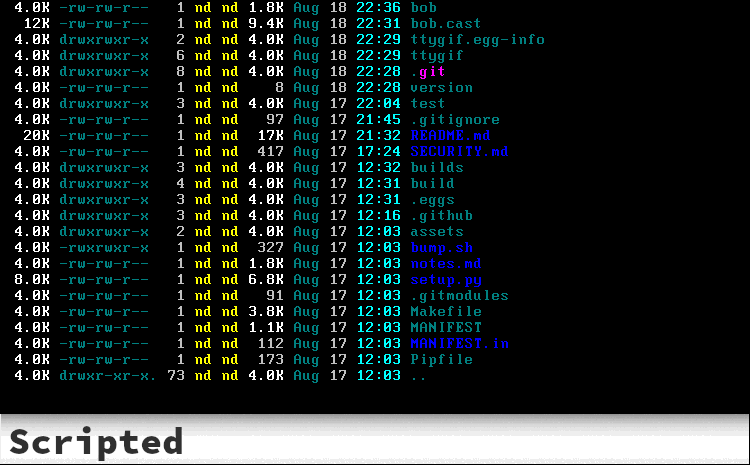 4.0K -rw-rw-r-- 1 nd nd 1.8K Aug 18 22:36 bob
12K -rw-rw-r-- 1 nd nd 9.4K Aug 18 22:31 bob.cast
4.0K drwxrwxr-x 2 nd nd 4.0K Aug 18 22:29 ttygif.egg-info
4.0K drwxrwxr-x 6 nd nd 4.0K Aug 18 22:29 ttygif
4.0K drwxrwxr-x 8 nd nd 4.0K Aug 18 22:28 .git
4.0K -rw-rw-r-- 1 nd nd 8 Aug 18 22:28 version
4.0K drwxrwxr-x 3 nd nd 4.0K Aug 17 22:04 test
4.0K -rw-rw-r-- 1 nd nd 97 Aug 17 21:45 .gitignore
20K -rw-rw-r-- 1 nd nd 17K Aug 17 21:32 README.md
4.0K -rw-rw-r-- 1 nd nd 417 Aug 17 17:24 SECURITY.md
4.0K drwxrwxr-x 3 nd nd 4.0K Aug 17 12:32 builds
4.0K drwxrwxr-x 4 nd nd 4.0K Aug 17 12:31 build
4.0K drwxrwxr-x 3 nd nd 4.0K Aug 17 12:31 .eggs
4.0K drwxrwxr-x 3 nd nd 4.0K Aug 17 12:16 .github
4.0K drwxrwxr-x 2 nd nd 4.0K Aug 17 12:03 assets
4.0K -rwxrwxr-x 1 nd nd 327 Aug 17 12:03 bump.sh
4.0K -rw-rw-r-- 1 nd nd 1.8K Aug 17 12:03 notes.md
8.0K -rw-rw-r-- 1 nd nd 6.8K Aug 17 12:03 setup.py
4.0K -rw-rw-r-- 1 nd nd 91 Aug 17 12:03 .gitmodules
4.0K -rw-rw-r-- 1 nd nd 3.8K Aug 17 12:03 Makefile
4.0K -rw-rw-r-- 1 nd nd 1.1K Aug 17 12:03 MANIFEST
4.0K -rw-rw-r-- 1 nd nd 112 Aug 17 12:03 MANIFEST.in
4.0K -rw-rw-r-- 1 nd nd 173 Aug 17 12:03 Pipfile
4.0K drwxr-xr-x. 73 nd nd 4.0K Aug 17 12:03 ..
Scripted